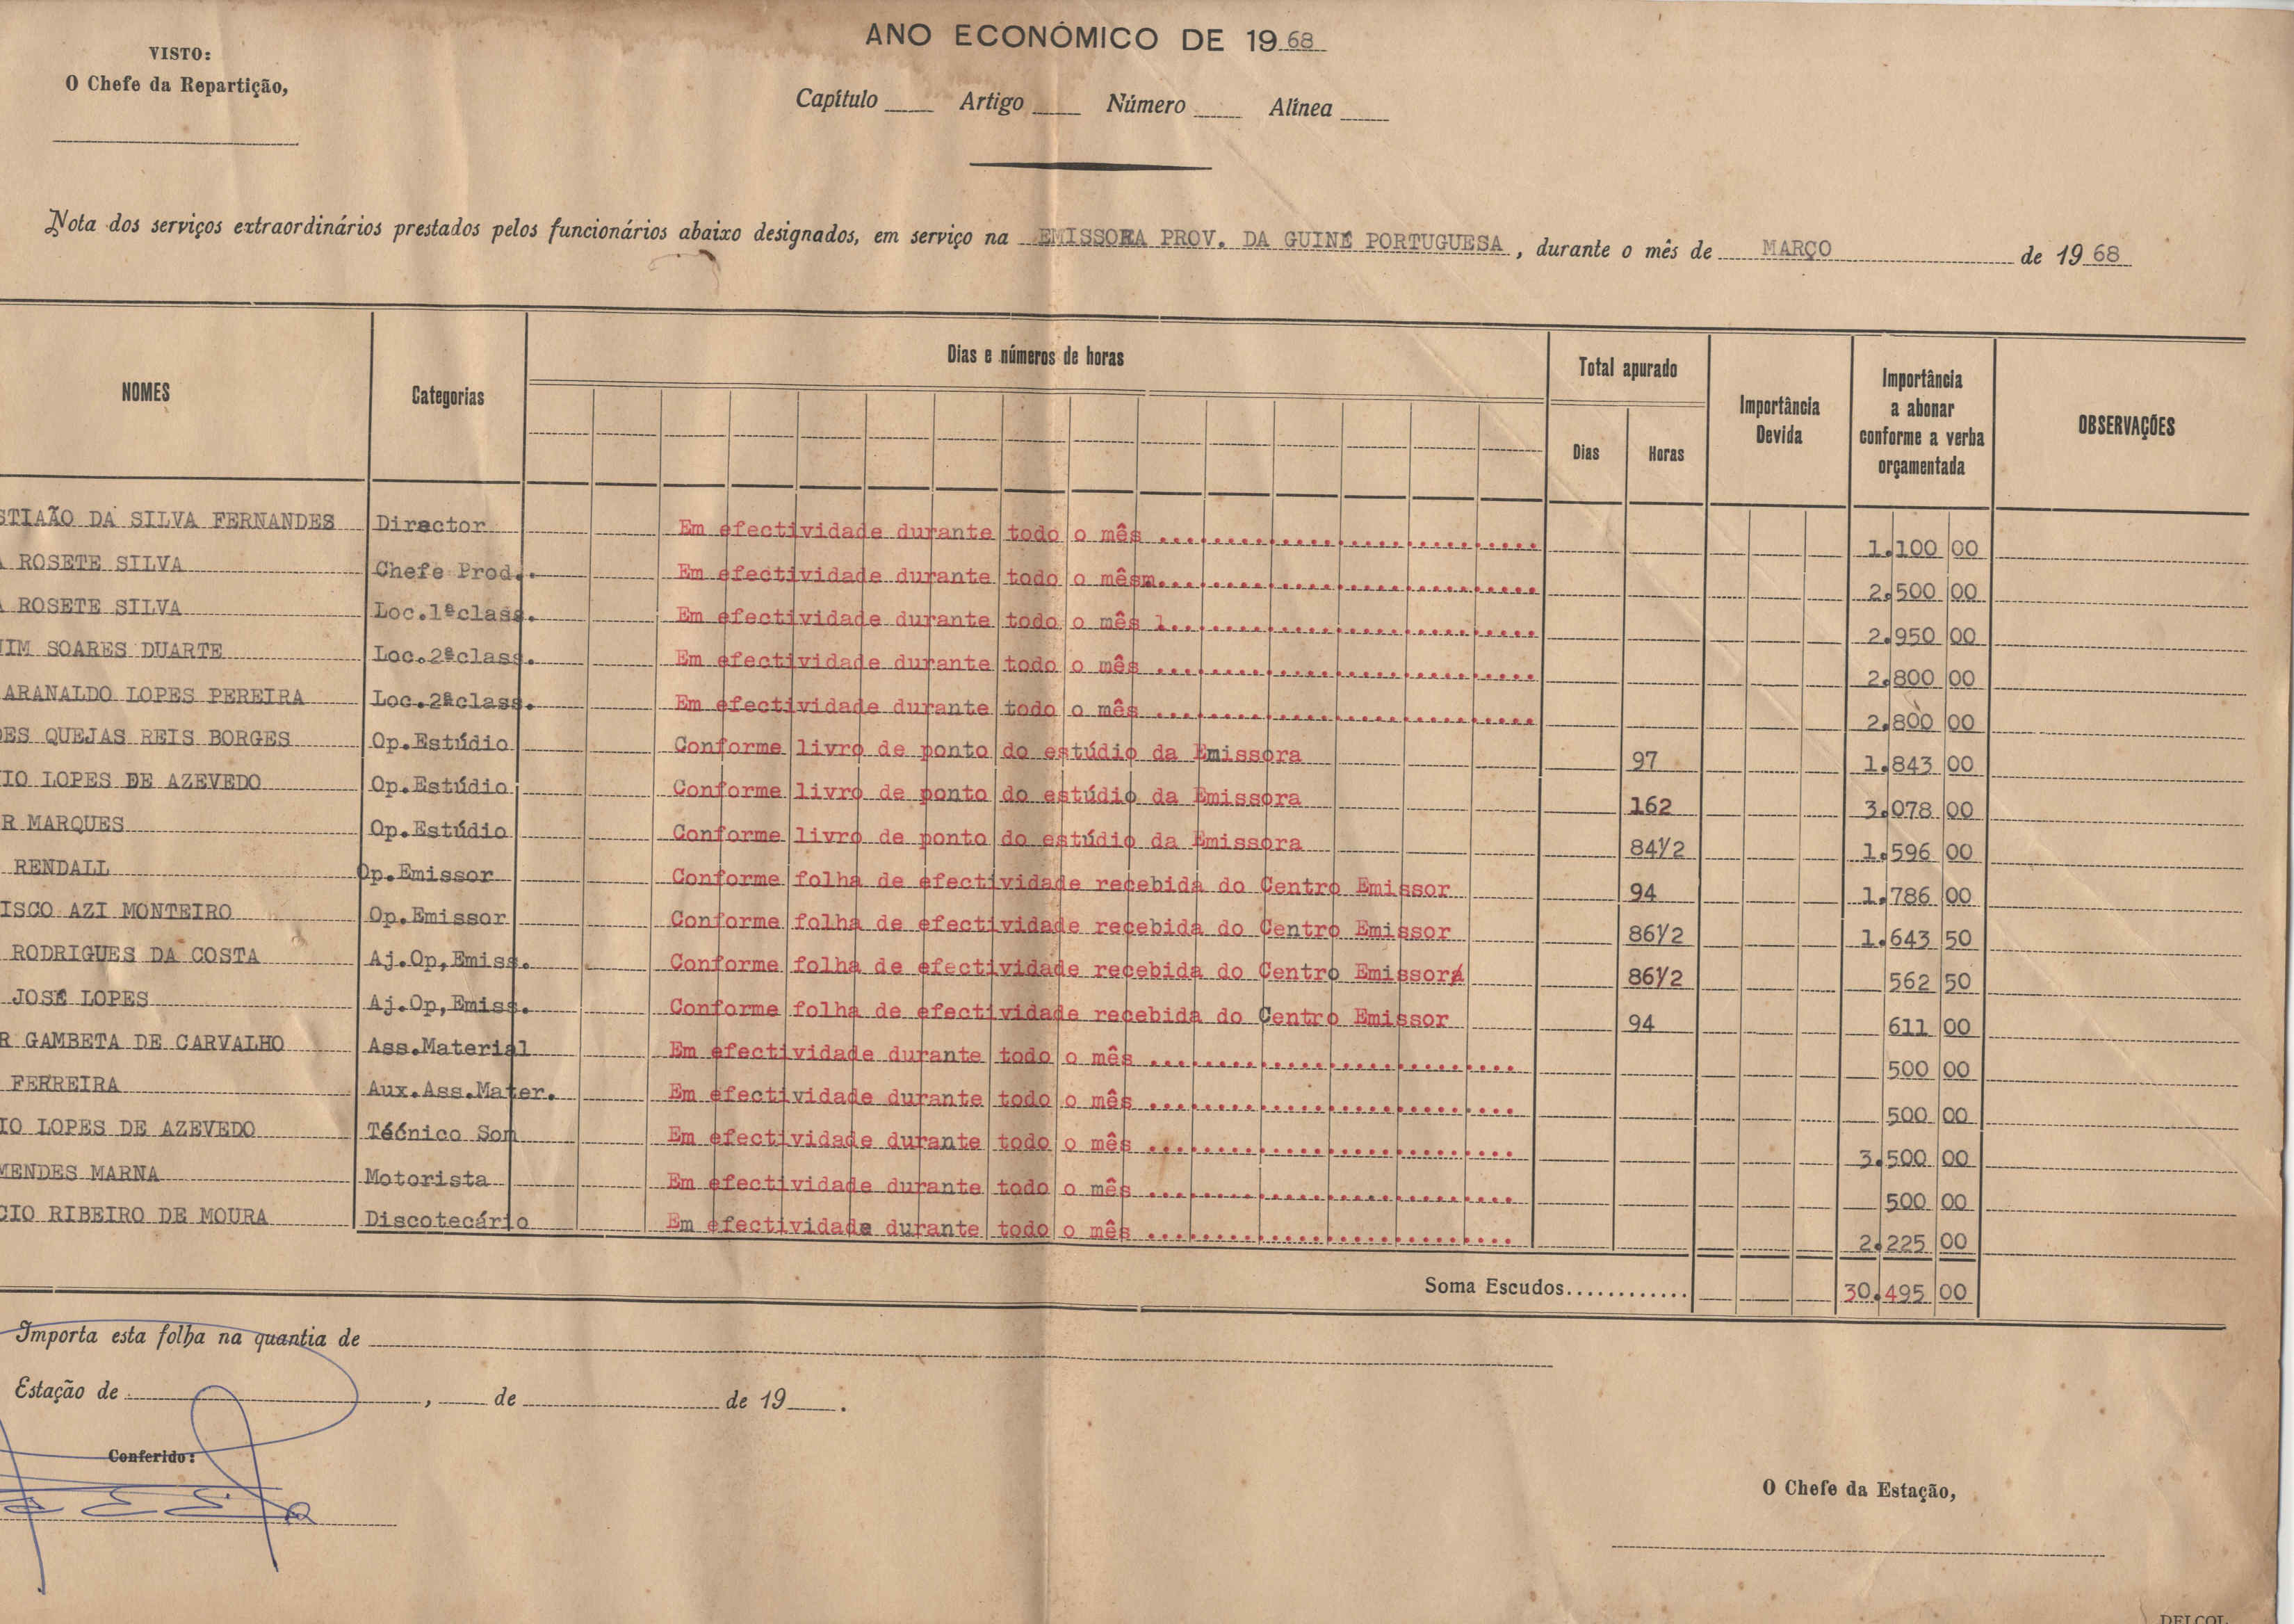 ANO ECONÓMICO DE 1968
VISTO:
O Chefe da Repartição,
Capítulo Artigo Número Alínea
Nota dos serviços extraordinários prestados pelos funcionários abaixo designados, em serviço na EMISSORA PROV. DA GUINÉ PORTUGUESA, durante o mês de MARÇO de 1968
NOMES Categorias Dias e números de horas Total apurado Dias Horas Importância Devida Importância a abonar conforme a verba orçamentada OBSERVAÇÕES
STIAÃO DA SILVA FERNANDES Director Em efectividade durante todo o mês ............................ 1.100 00
A ROSETE SILVA Chefe Prod.. Em efectividade durante todo o mêsm............................ 2.500 00
A ROSETE SILVA Loc.1ªclass. Em efectividade durante todo o mês l........................... 2.950 00
UIM SOARES DUARTE Loc.2ªclass. Em efectividade durante todo o mês ............................ 2.800 00
ARANALDO LOPES PEREIRA Loc.2ªclass. Em efectividade durante todo o mês ............................ 2.800 00
DES QUEJAS REIS BORGES Op.Estúdio Conforme livro de ponto do estúdio da Emissora 97 1.843 00
IO LOPES DE AZEVEDO Op.Estúdio Conforme livro de ponto do estúdio da Emissora 162 3.078 00
R MARQUES Op.Estúdio Conforme livro de ponto do estúdio da Emissora 84½ 1.596 00
RENDALL Op.Emissor Conforme folha de efectividade recebida do Centro Emissor 94 1.786 00
ISCO AZI MONTEIRO Op.Emissor Conforme folha de efectividade recebida do Centro Emissor 86½ 1.643 50
RODRIGUES DA COSTA Aj.Op,Emiss. Conforme folha de efectividade recebida do Centro Emissor 86½ 562 50
JOSÉ LOPES Aj.Op,Emiss. Conforme folha de efectividade recebida do Centro Emissor 94 611 00
R GAMBETA DE CARVALHO Ass.Material Em efectividade durante todo o mês ........................... 500 00
FERREIRA Aux.Ass.Mater. Em efectividade durante todo o mês ........................... 500 00
IO LOPES DE AZEVEDO Técnico Som Em efectividade durante todo o mês ........................... 3.500 00
MENDES MARNA Motorista Em efectividade durante todo o mês ........................... 500 00
CIO RIBEIRO DE MOURA Discotecário Em efectividade durante todo o mês ........................... 2.225 00
Soma Escudos............ 30.495 00
Importa esta folha na quantia de
Estação de , de de 19 .
Conferido:
O Chefe da Estação,